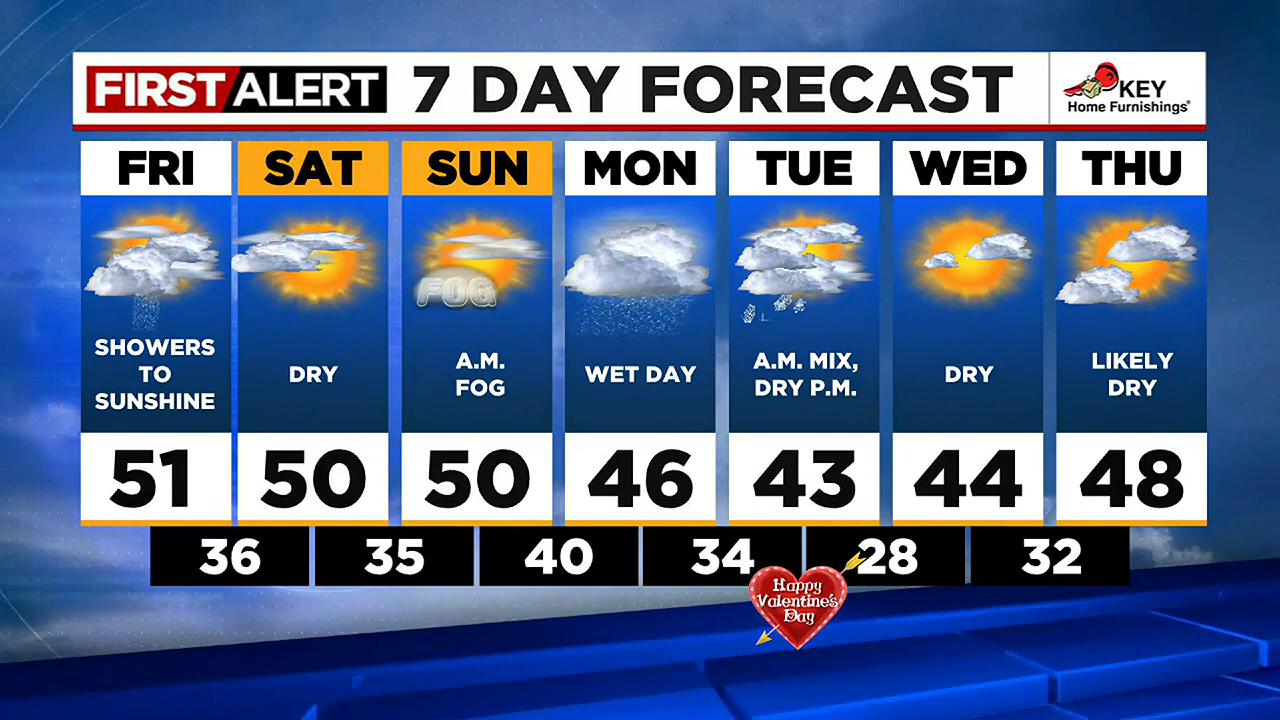 FIRST ALERT 7 DAY FORECAST
KEY
Home Furnishings®
FRI SAT SUN MON TUE WED THU
FOG
SHOWERS
TO
SUNSHINE
DRY
A.M.
FOG
WET DAY
A.M. MIX,
DRY P.M.
DRY
LIKELY
DRY
51 50 50 46 43 44 48
36 35 40 34 28 32
Happy
Valentine's
Day